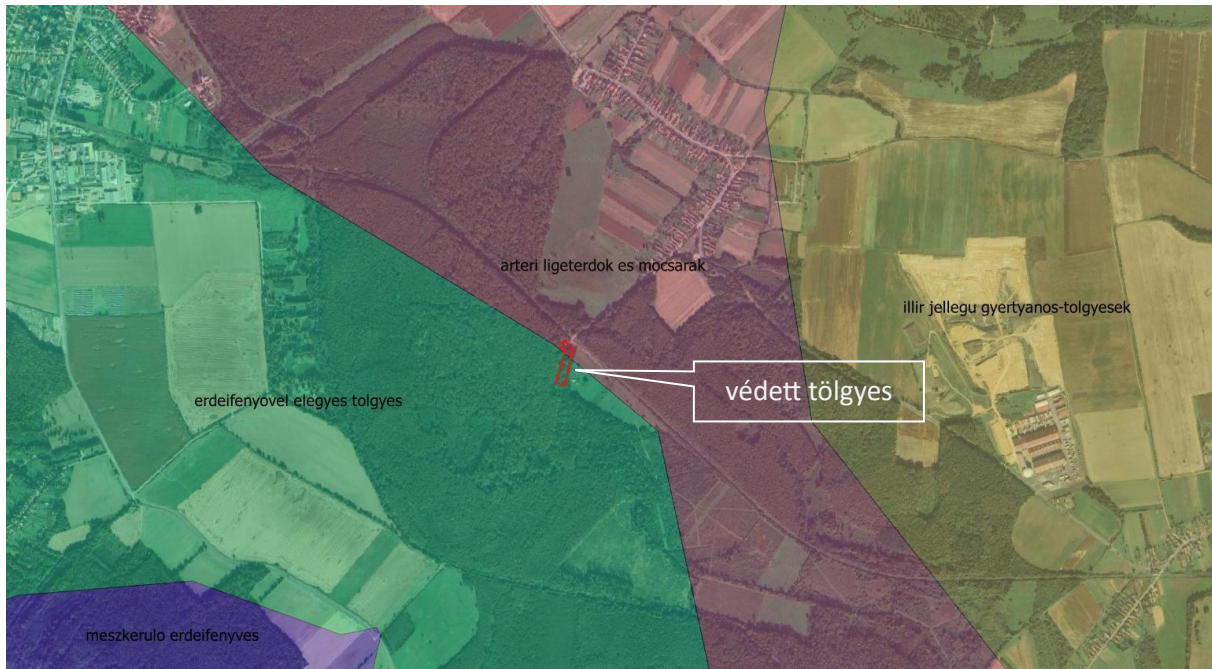 arteri ligeterdok es mocsarak
illir jellegu gyertyanos-tolgyesek
védett tölgyes
erdeifenyovel elegyes tolgyes
meszkerulo erdeifenyves